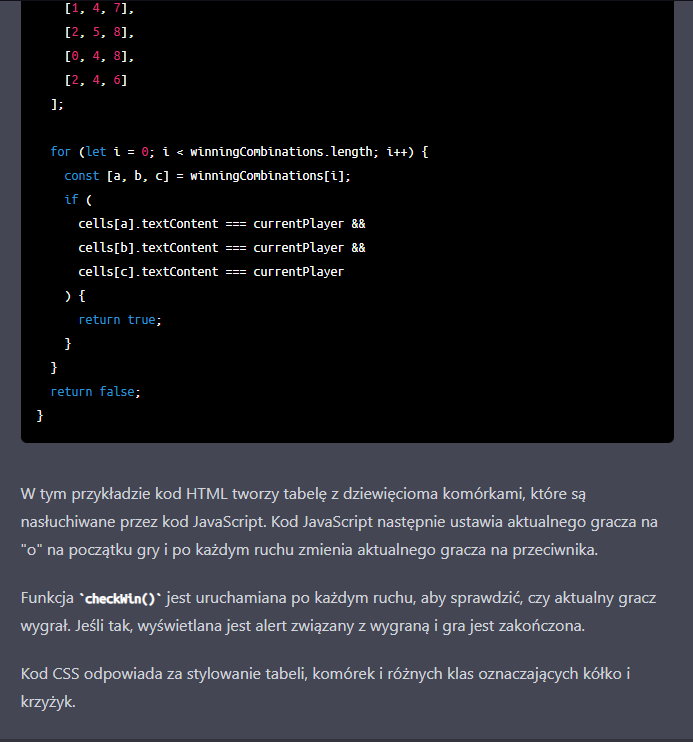 [1, 4, 7],
[2, 5, 8],
[0, 4, 8],
[2, 4, 6]
];
for (let i = 0; i < winningCombinations.length; i++) {
const [a, b, c] = winningCombinations[i];
if (
cells[a].textContent === currentPlayer &&
cells[b].textContent === currentPlayer &&
cells[c].textContent === currentPlayer
) {
return true;
}
}
return false;
}
W tym przykładzie kod HTML tworzy tabelę z dziewięcioma komórkami, które są
nasłuchiwane przez kod JavaScript. Kod JavaScript następnie ustawia aktualnego gracza na
"o" na początku gry i po każdym ruchu zmienia aktualnego gracza na przeciwnika.
Funkcja `checkWin()` jest uruchamiana po każdym ruchu, aby sprawdzić, czy aktualny gracz
wygrał. Jeśli tak, wyświetlana jest alert związany z wygraną i gra jest zakończona.
Kod CSS odpowiada za stylowanie tabeli, komórek i różnych klas oznaczających kółko i
krzyżyk.